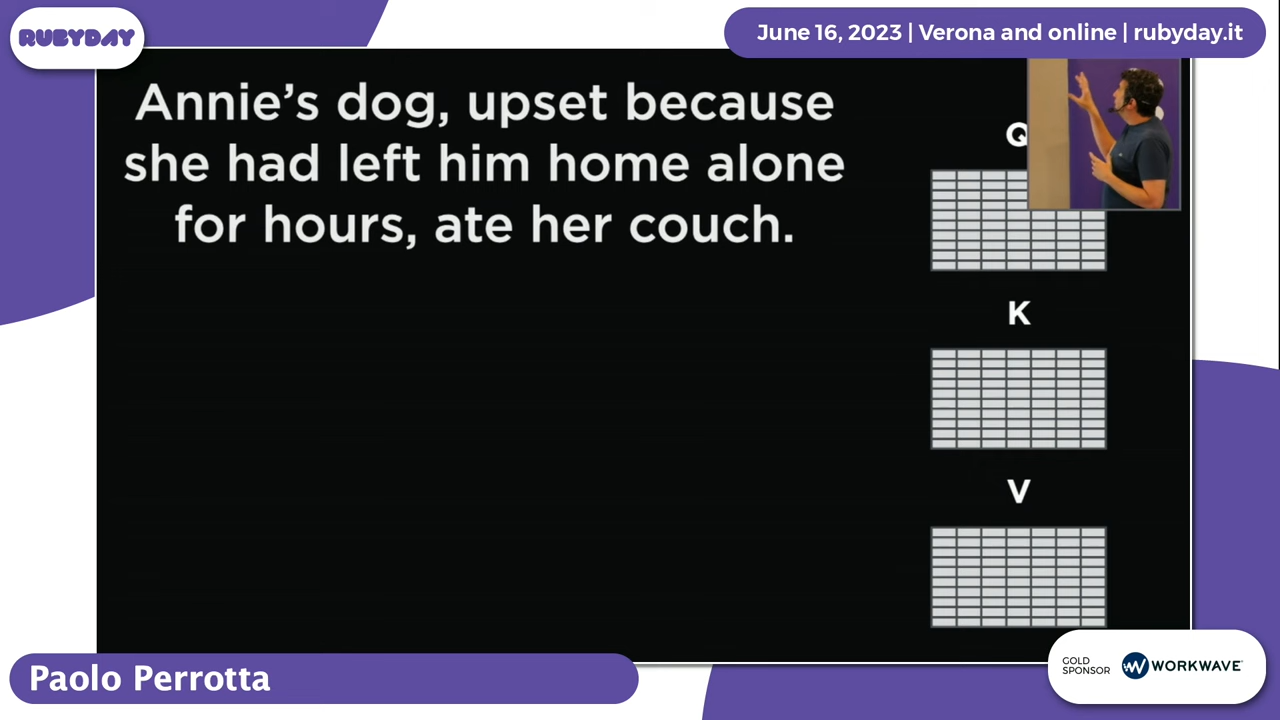 RUBYDAY
June 16, 2023 | Verona and online | rubyday.it
Annie’s dog, upset because
she had left him home alone
for hours, ate her couch.
Q
K
V
Paolo Perrotta
GOLD
SPONSOR
WORKWAVE